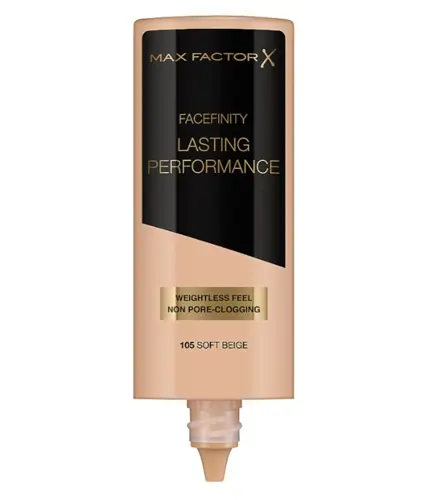 MAX FACTOR X
FACEFINITY
LASTING
PERFORMANCE
WEIGHTLESS FEEL
NON PORE-CLOGGING
105 SOFT BEIGE